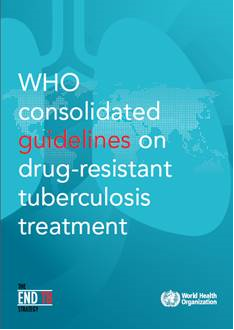 WHO
consolidated
guidelines on
drug-resistant
tuberculosis
treatment
THE
END TB
STRATEGY
World Health
Organization